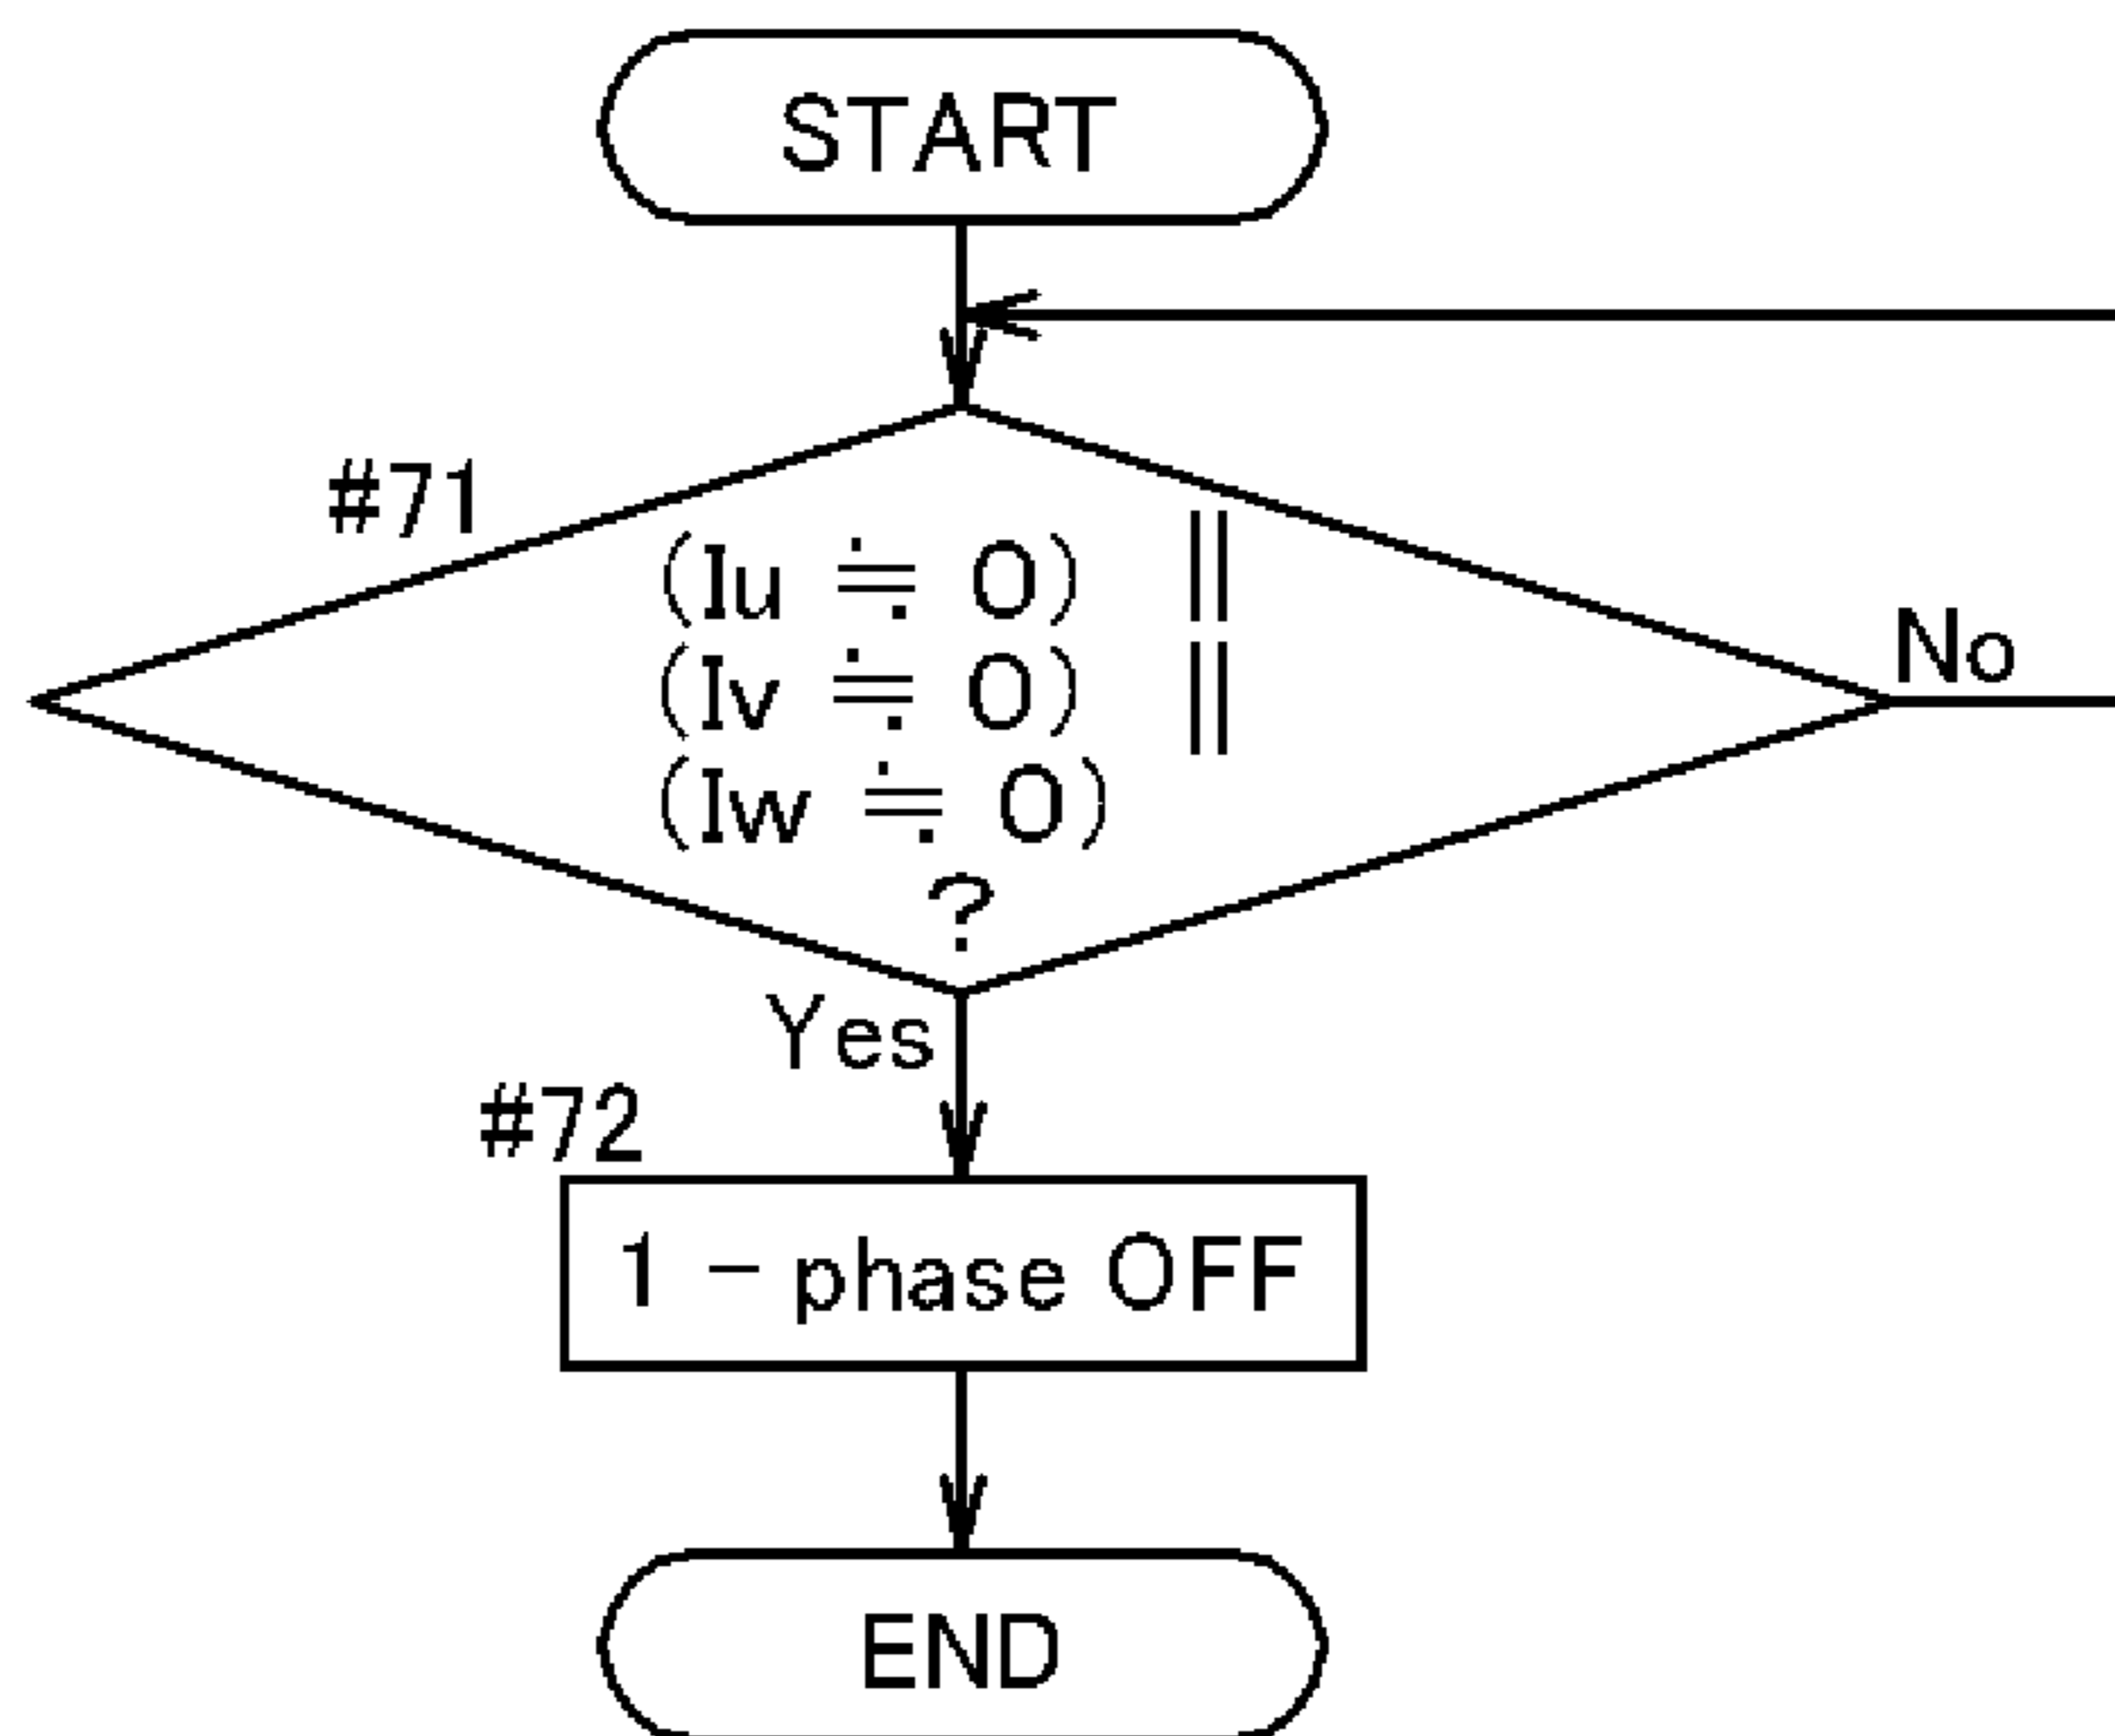 START
#71
(Iu ≒ 0) ||
(Iv ≒ 0) ||
(Iw ≒ 0)
?
No
Yes
#72
1 - phase OFF
END